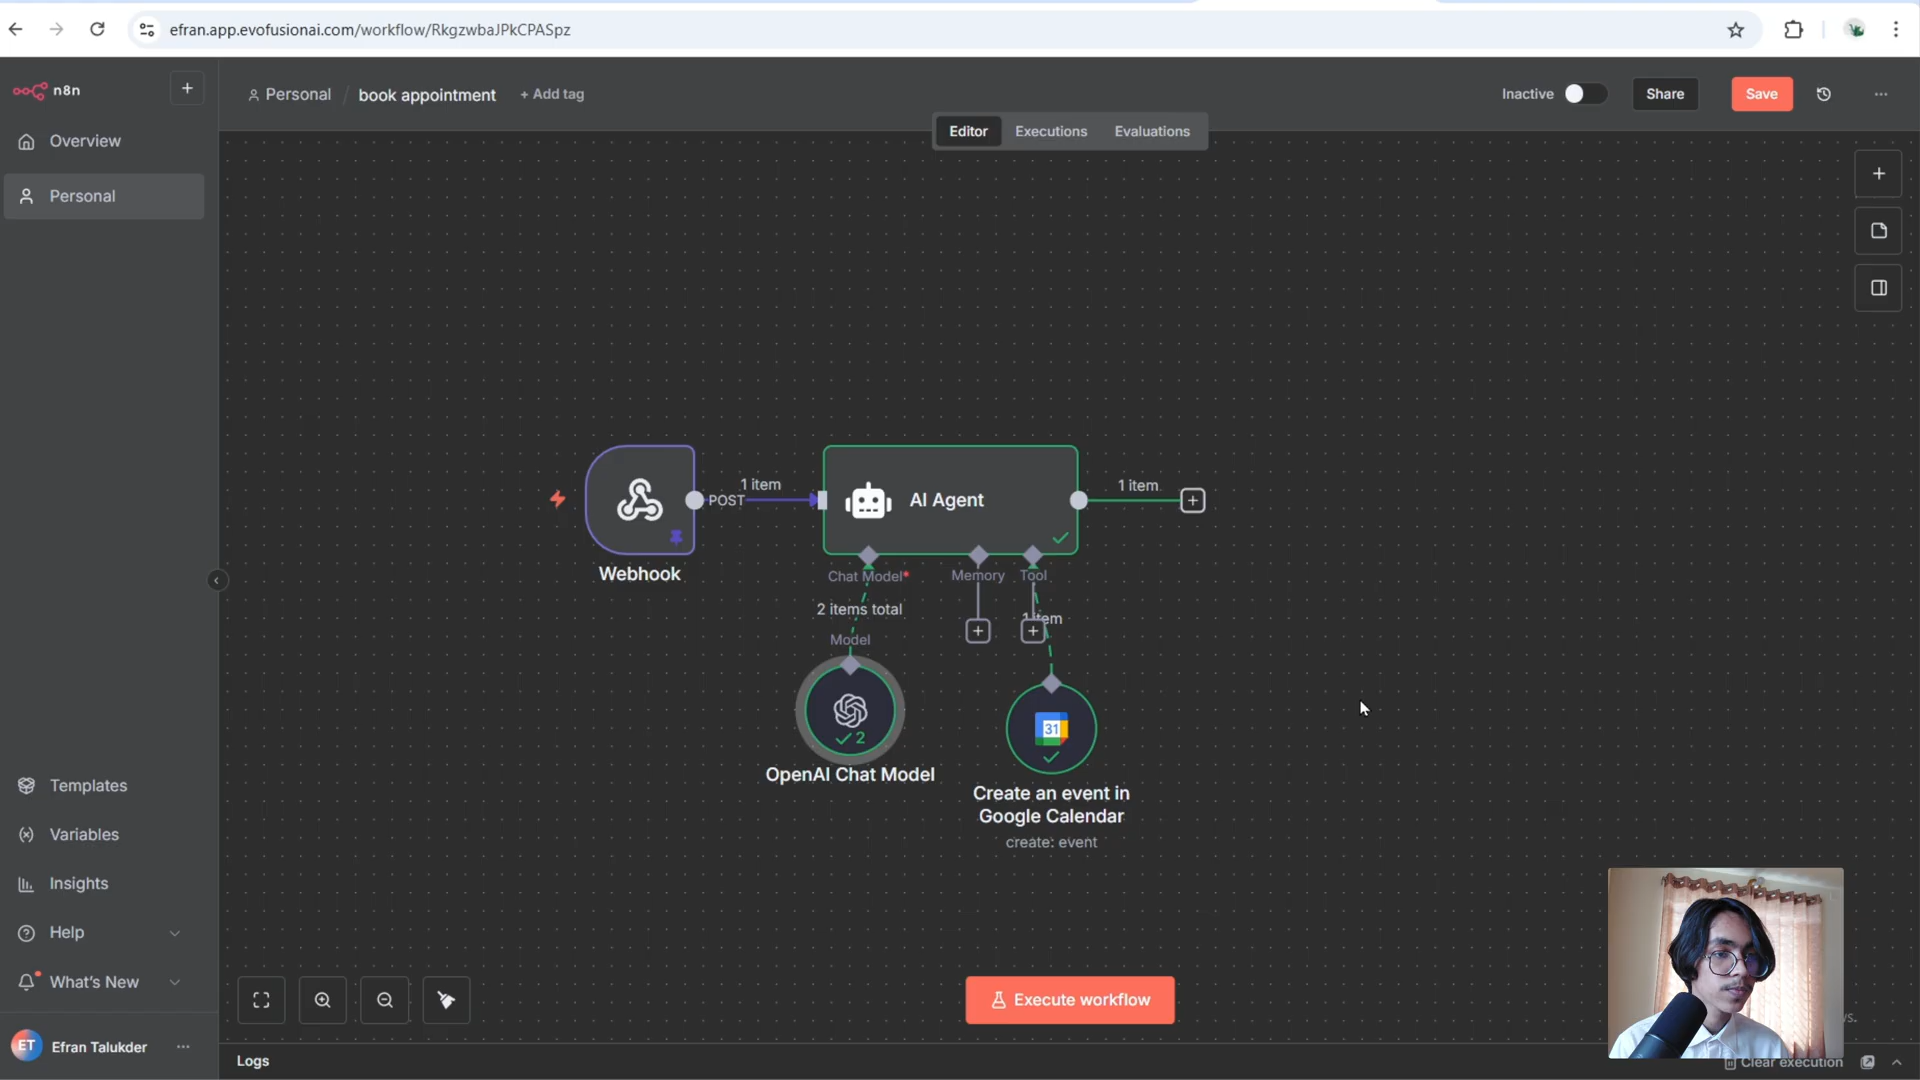 efran.app.evofusionai.com/workflow/RkgzwbaJPkCPASpz
n8n
Personal / book appointment + Add tag
Inactive
Share
Save
Editor Executions Evaluations
Overview
Personal
1 item
POST
AI Agent
1 item
Webhook
Chat Model*
Memory
Tool
2 items total
1 item
Model
31
2
OpenAI Chat Model
Create an event in
Google Calendar
create: event
Templates
Variables
Insights
Help
What's New
Execute workflow
ET Efran Talukder
Logs
Clear execution